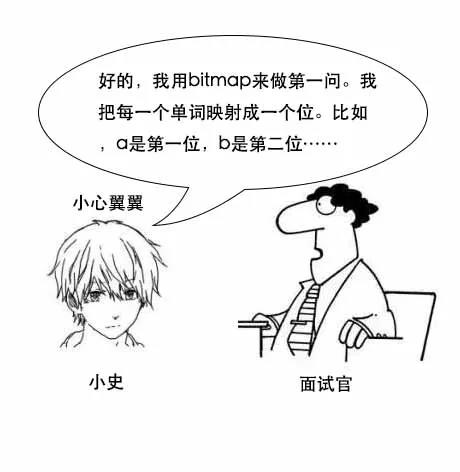 好的，我用bitmap来做第一问。我
把每一个单词映射成一个位。比如
，a是第一位，b是第二位……
小心翼翼
小史
面试官